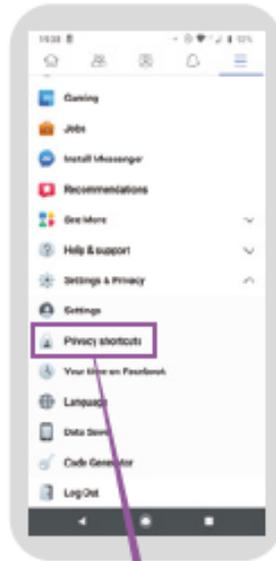 Gaming
Jobs
Install Messenger
Recommendations
See More
Help & support
Settings & Privacy
Settings
Privacy shortcuts
Your time on Facebook
Language
Data Saver
Code Generator
Log Out